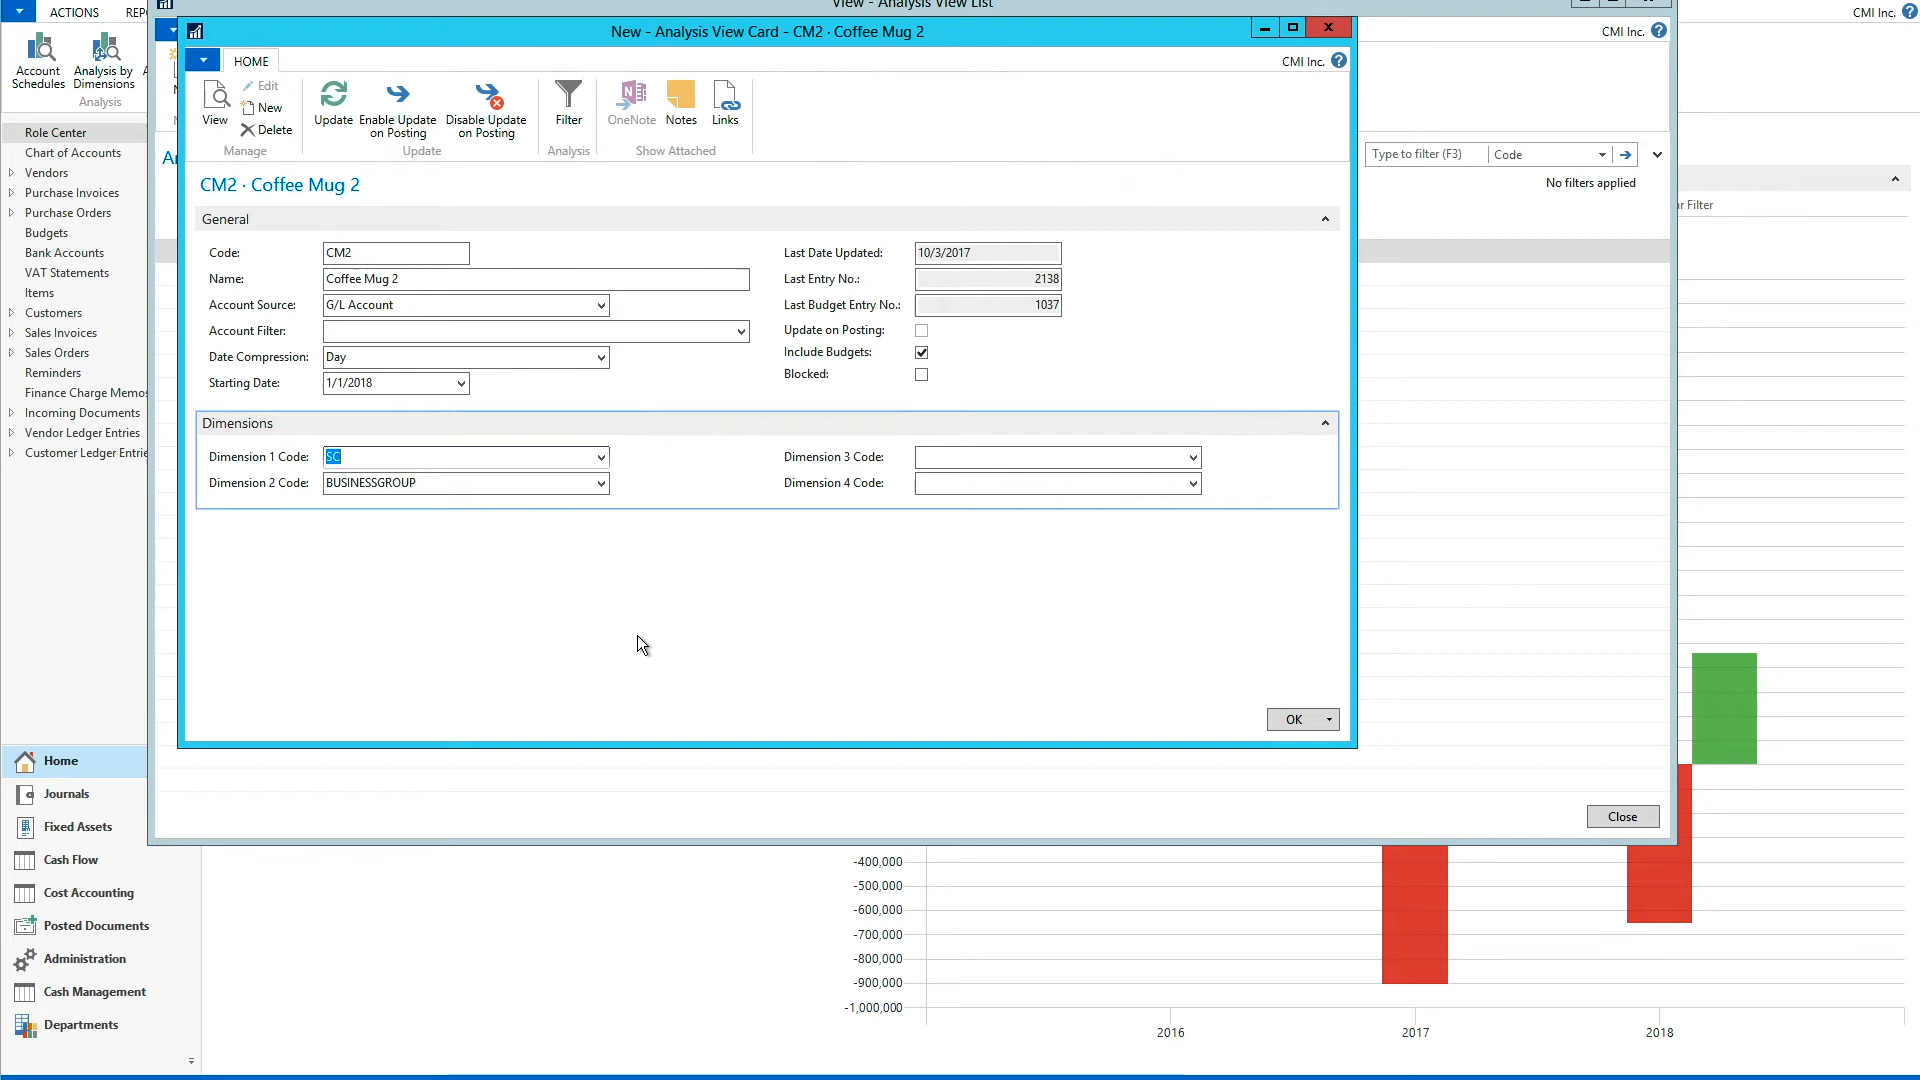 ACTIONS
REP
View - Analysis View List
CMI Inc.
Account
Schedules
Analysis by
Dimensions
Analysis
New - Analysis View Card - CM2 · Coffee Mug 2
CMI Inc.
HOME
CMI Inc.
View
Edit
New
Delete
Manage
Update
Enable Update
on Posting
Disable Update
on Posting
Update
Filter
Analysis
OneNote
Notes
Links
Show Attached
Type to filter (F3)
Code
No filters applied
r Filter
Role Center
Chart of Accounts
Vendors
Purchase Invoices
Purchase Orders
Budgets
Bank Accounts
VAT Statements
Items
Customers
Sales Invoices
Sales Orders
Reminders
Finance Charge Memos
Incoming Documents
Vendor Ledger Entries
Customer Ledger Entrie
CM2 · Coffee Mug 2
General
Code: CM2
Name: Coffee Mug 2
Account Source: G/L Account
Account Filter:
Date Compression: Day
Starting Date: 1/1/2018
Last Date Updated: 10/3/2017
Last Entry No.: 2138
Last Budget Entry No.: 1037
Update on Posting:
Include Budgets:
Blocked:
Dimensions
Dimension 1 Code: SC
Dimension 2 Code: BUSINESSGROUP
Dimension 3 Code:
Dimension 4 Code:
OK
Close
Home
Journals
Fixed Assets
Cash Flow
Cost Accounting
Posted Documents
Administration
Cash Management
Departments
-400,000
-500,000
-600,000
-700,000
-800,000
-900,000
-1,000,000
2016
2017
2018